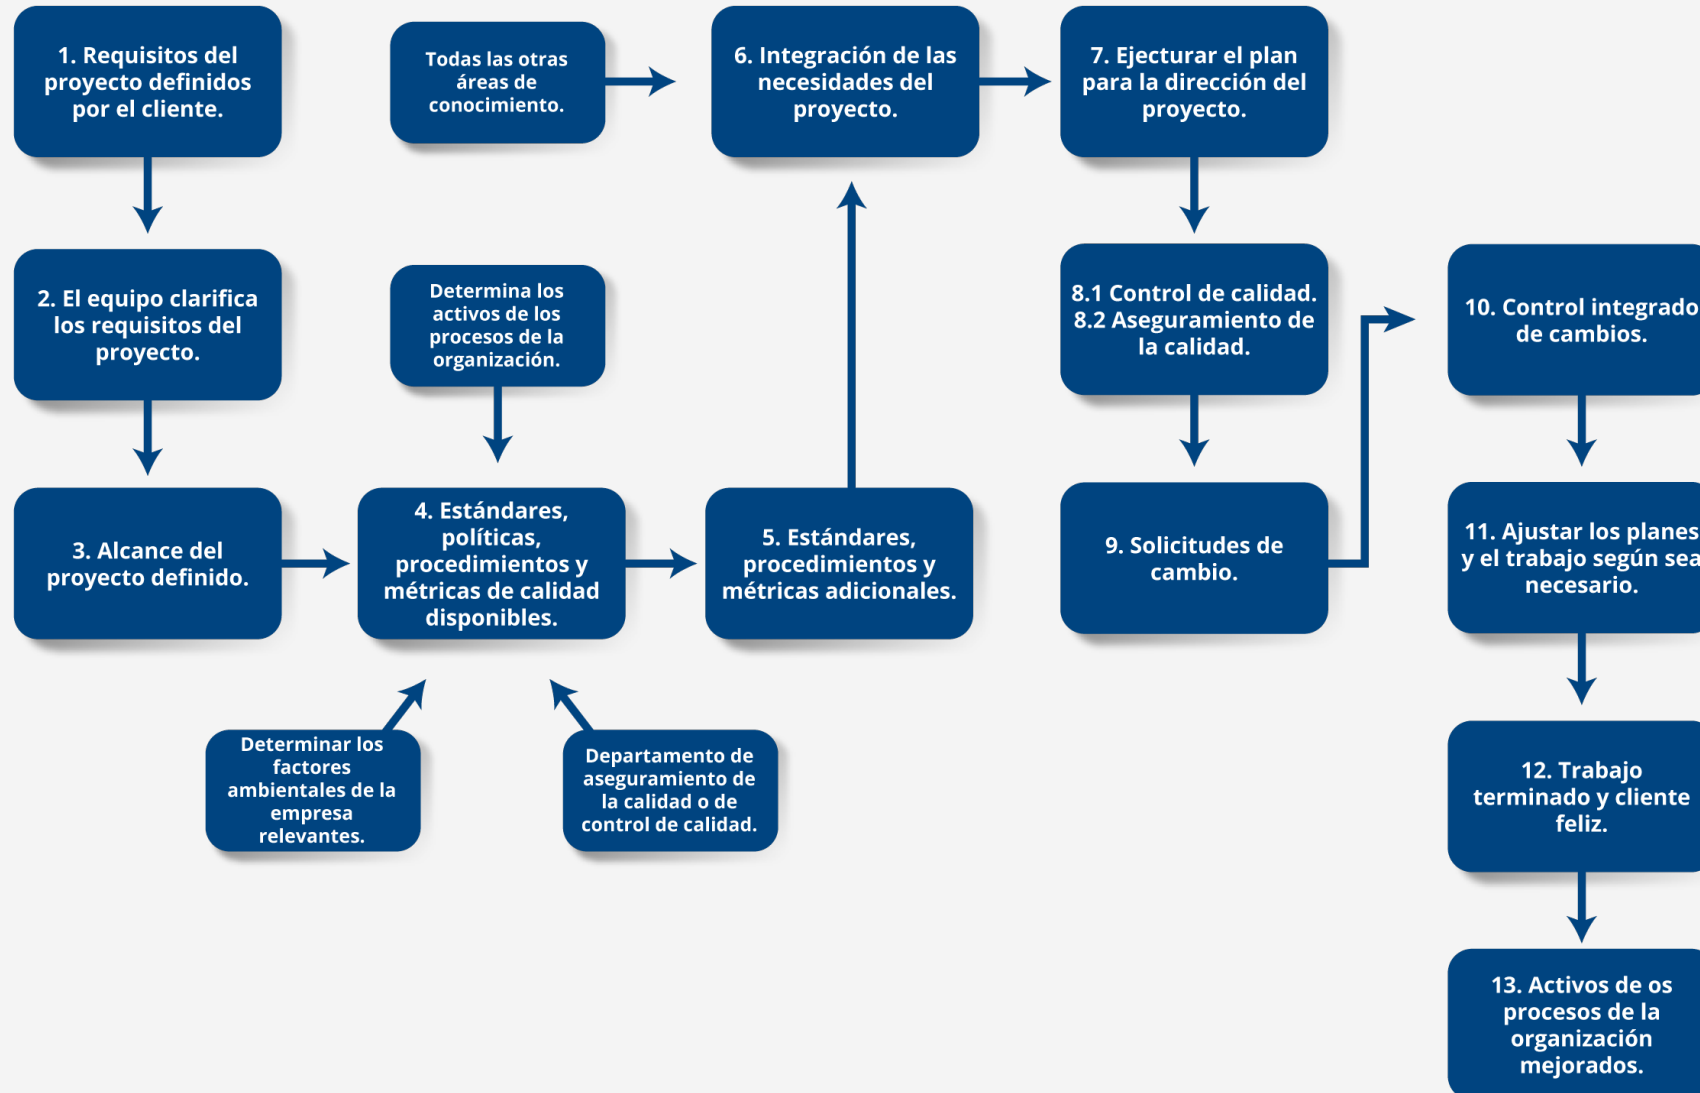 1. Requisitos del
proyecto definidos
por el cliente.
Todas las otras
áreas de
conocimiento.
6. Integración de las
necesidades del
proyecto.
7. Ejecturar el plan
para la dirección del
proyecto.
2. El equipo clarifica
los requisitos del
proyecto.
Determina los
activos de los
procesos de la
organización.
8.1 Control de calidad.
8.2 Aseguramiento de
la calidad.
10. Control integrado
de cambios.
3. Alcance del
proyecto definido.
4. Estándares,
políticas,
procedimientos y
métricas de calidad
disponibles.
5. Estándares,
procedimientos y
métricas adicionales.
9. Solicitudes de
cambio.
11. Ajustar los planes
y el trabajo según sea
necesario.
Determinar los
factores
ambientales de la
empresa
relevantes.
Departamento de
aseguramiento de
la calidad o de
control de calidad.
12. Trabajo
terminado y cliente
feliz.
13. Activos de os
procesos de la
organización
mejorados.